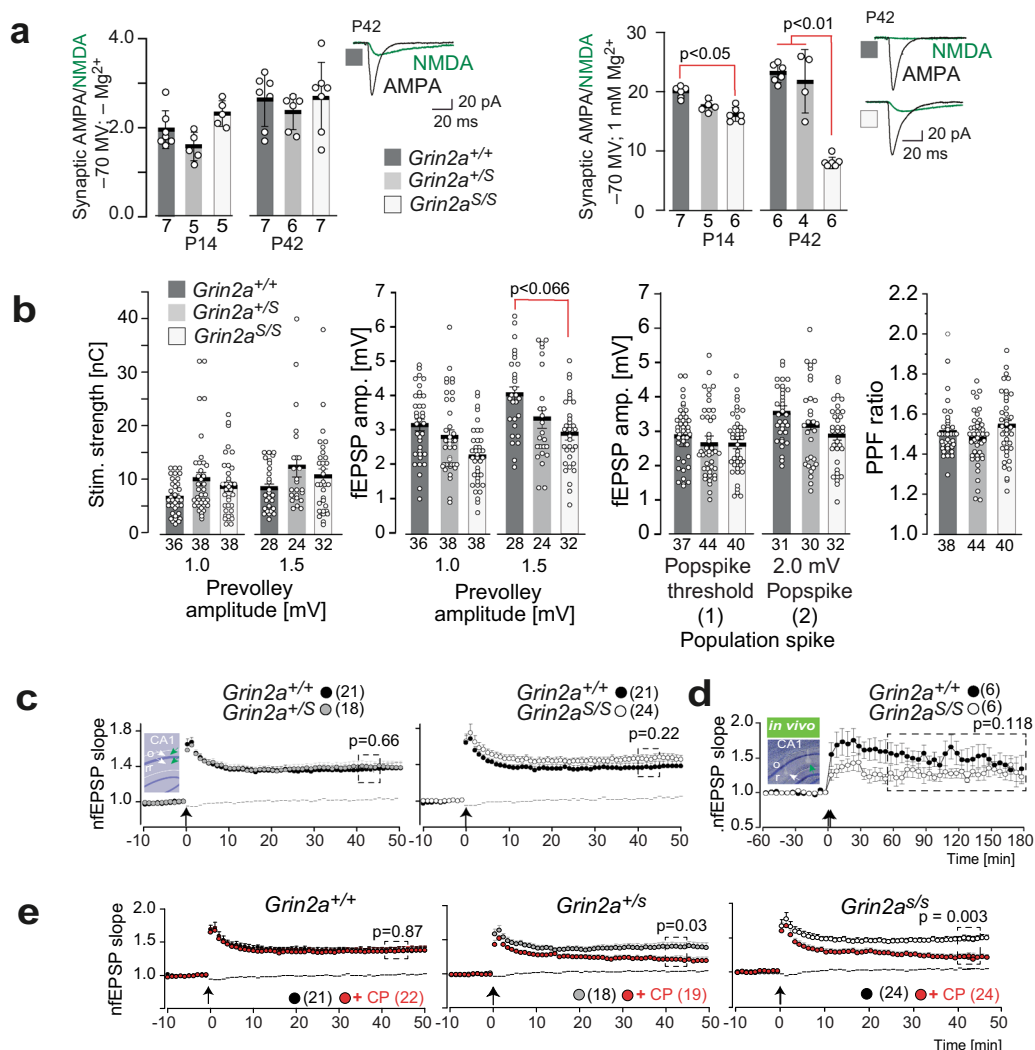 a
Synaptic AMPA/NMDA
−70 MV; − Mg2+
4.0
3.0
2.0
1.0
0.0
7 5 5 7 6 7
P14 P42
P42
NMDA
AMPA
20 pA
20 ms
Grin2a+/+
Grin2a+/S
Grin2aS/S
Synaptic AMPA/NMDA
−70 MV; 1 mM Mg2+
30
20
10
0
p<0.05
p<0.01
7 5 6 6 4 6
P14 P42
P42
NMDA
AMPA
20 pA
20 ms
b
Grin2a+/+
Grin2a+/S
Grin2aS/S
Stim. strength [nC]
40
30
20
10
0
36 38 38 28 24 32
1.0 1.5
Prevolley
amplitude [mV]
fEPSP amp. [mV]
7
6
5
4
3
2
1
0
p<0.066
36 38 38 28 24 32
1.0 1.5
Prevolley
amplitude [mV]
fEPSP amp. [mV]
7
6
5
4
3
2
1
0
37 44 40 31 30 32
Popspike 2.0 mV
threshold Popspike
(1) (2)
Population spike
PPF ratio
2.2
2.0
1.8
1.6
1.4
1.2
1.0
38 44 40
c
Grin2a+/+ (21)
Grin2a+/S (18)
nfEPSP slope
1.8
1.4
1.0
CA1
o
r
p=0.66
-10 0 10 20 30 40 50
Grin2a+/+ (21)
Grin2aS/S (24)
p=0.22
-10 0 10 20 30 40 50
d
Grin2a+/+ (6)
Grin2aS/S (6)
p=0.118
.nfEPSP slope
2.0
1.5
1.0
0.5
in vivo
CA1
o
r
-60 -30 0 30 60 90 120 150 180
Time [min]
e
Grin2a+/+
nfEPSP slope
2.0
1.5
1.0
p=0.87
(21) + CP (22)
-10 0 10 20 30 40 50
Grin2a+/s
p=0.03
(18) + CP (19)
-10 0 10 20 30 40 50
Grin2as/s
p = 0.003
(24) + CP (24)
-10 0 10 20 30 40 50
Time [min]